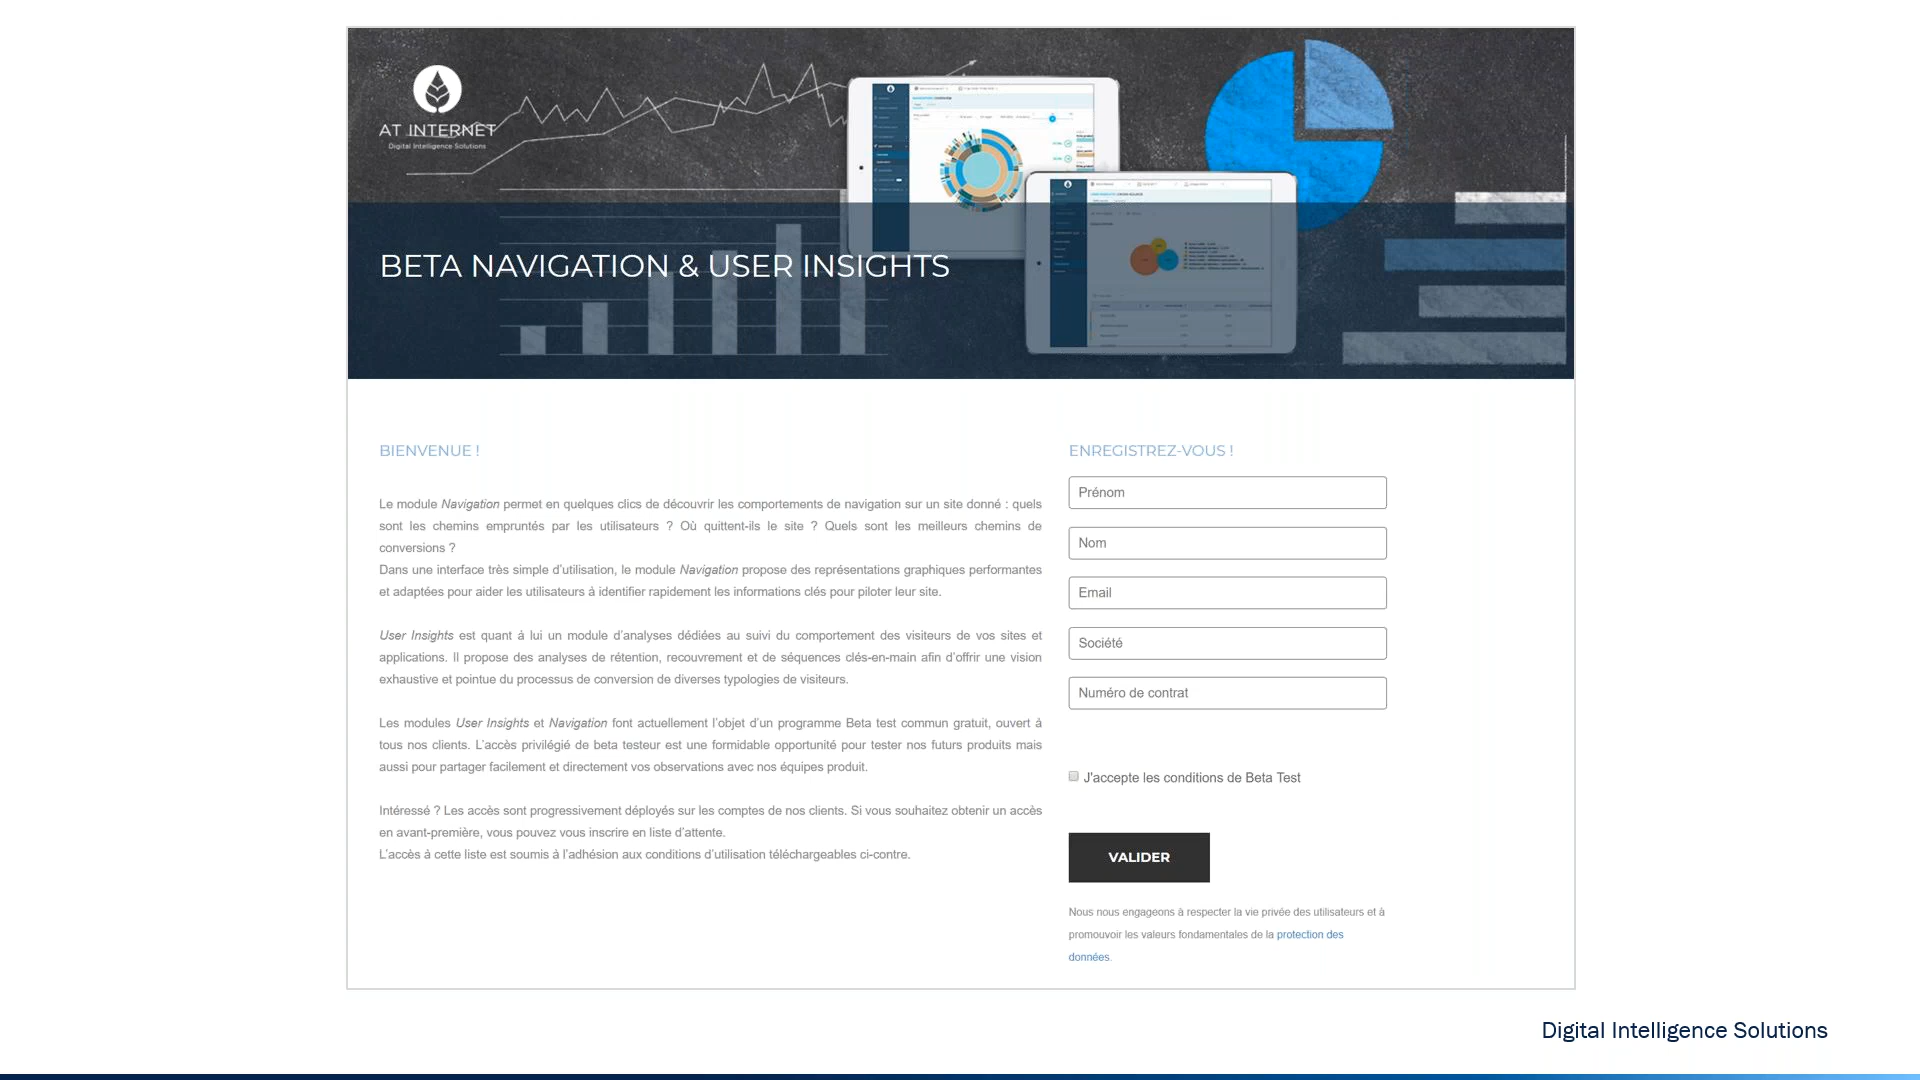 AT INTERNET
Digital Intelligence Solutions
BETA NAVIGATION & USER INSIGHTS
BIENVENUE !
Le module Navigation permet en quelques clics de découvrir les comportements de navigation sur un site donné : quels
sont les chemins empruntés par les utilisateurs ? Où quittent-ils le site ? Quels sont les meilleurs chemins de
conversions ?
Dans une interface très simple d'utilisation, le module Navigation propose des représentations graphiques performantes
et adaptées pour aider les utilisateurs à identifier rapidement les informations clés pour piloter leur site.
User Insights est quant à lui un module d'analyses dédiées au suivi du comportement des visiteurs de vos sites et
applications. Il propose des analyses de rétention, recouvrement et de séquences clés-en-main afin d'offrir une vision
exhaustive et pointue du processus de conversion de diverses typologies de visiteurs.
Les modules User Insights et Navigation font actuellement l'objet d'un programme Beta test commun gratuit, ouvert à
tous nos clients. L'accès privilégié de beta testeur est une formidable opportunité pour tester nos futurs produits mais
aussi pour partager facilement et directement vos observations avec nos équipes produit.
Intéressé ? Les accès sont progressivement déployés sur les comptes de nos clients. Si vous souhaitez obtenir un accès
en avant-première, vous pouvez vous inscrire en liste d'attente.
L'accès à cette liste est soumis à l'adhésion aux conditions d'utilisation téléchargeables ci-contre.
ENREGISTREZ-VOUS !
Prénom
Nom
Email
Société
Numéro de contrat
J'accepte les conditions de Beta Test
VALIDER
Nous nous engageons à respecter la vie privée des utilisateurs et à
promouvoir les valeurs fondamentales de la protection des
données.
Digital Intelligence Solutions